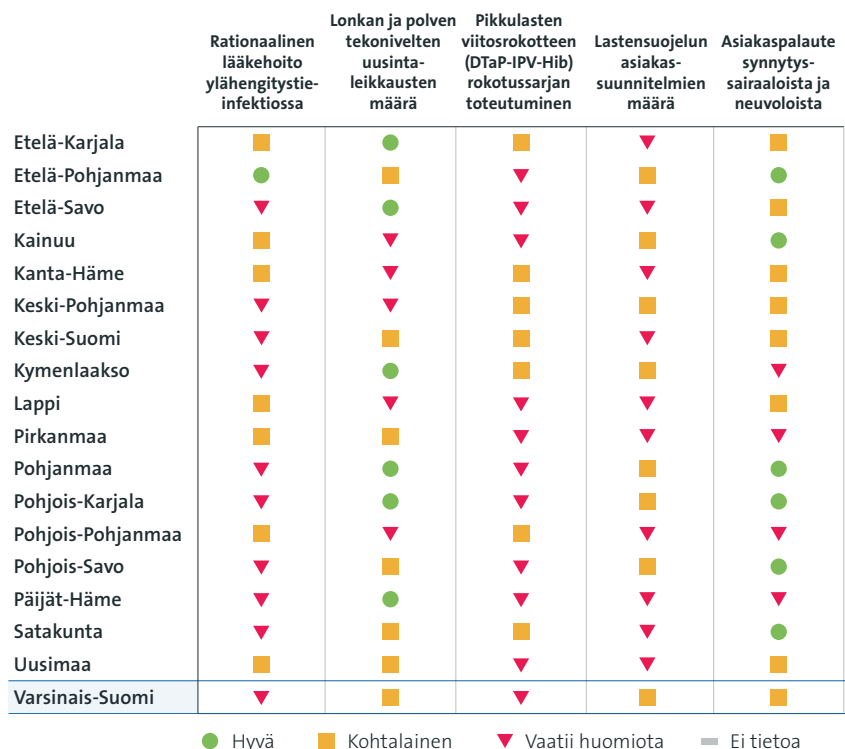 Rationaalinen
lääkehoito
ylähengitystie-
infektiossa
Lonkan ja polven
tekonivelten
uusinta-
leikkausten
määrä
Pikkulasten
viitosrokotteen
(DTaP-IPV-Hib)
rokotussarjan
toteutuminen
Lastensuojelun
asiakas-
suunnitelmien
määrä
Asiakaspalaute
synnytys-
sairaaloista ja
neuvoloista
Etelä-Karjala
Etelä-Pohjanmaa
Etelä-Savo
Kainuu
Kanta-Häme
Keski-Pohjanmaa
Keski-Suomi
Kymenlaakso
Lappi
Pirkanmaa
Pohjanmaa
Pohjois-Karjala
Pohjois-Pohjanmaa
Pohjois-Savo
Päijät-Häme
Satakunta
Uusimaa
Varsinais-Suomi
Hyvä Kohtalainen Vaatii huomiota Ei tietoa